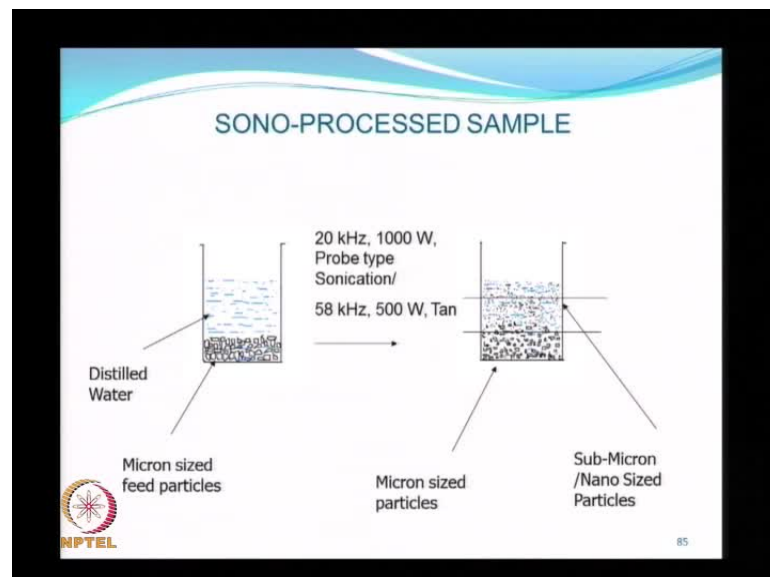 SONO-PROCESSED SAMPLE
20 kHz, 1000 W,
Probe type
Sonication/
58 kHz, 500 W, Tan
Distilled
Water
Micron sized
feed particles
Micron sized
particles
Sub-Micron
/Nano Sized
Particles
NPTEL
85